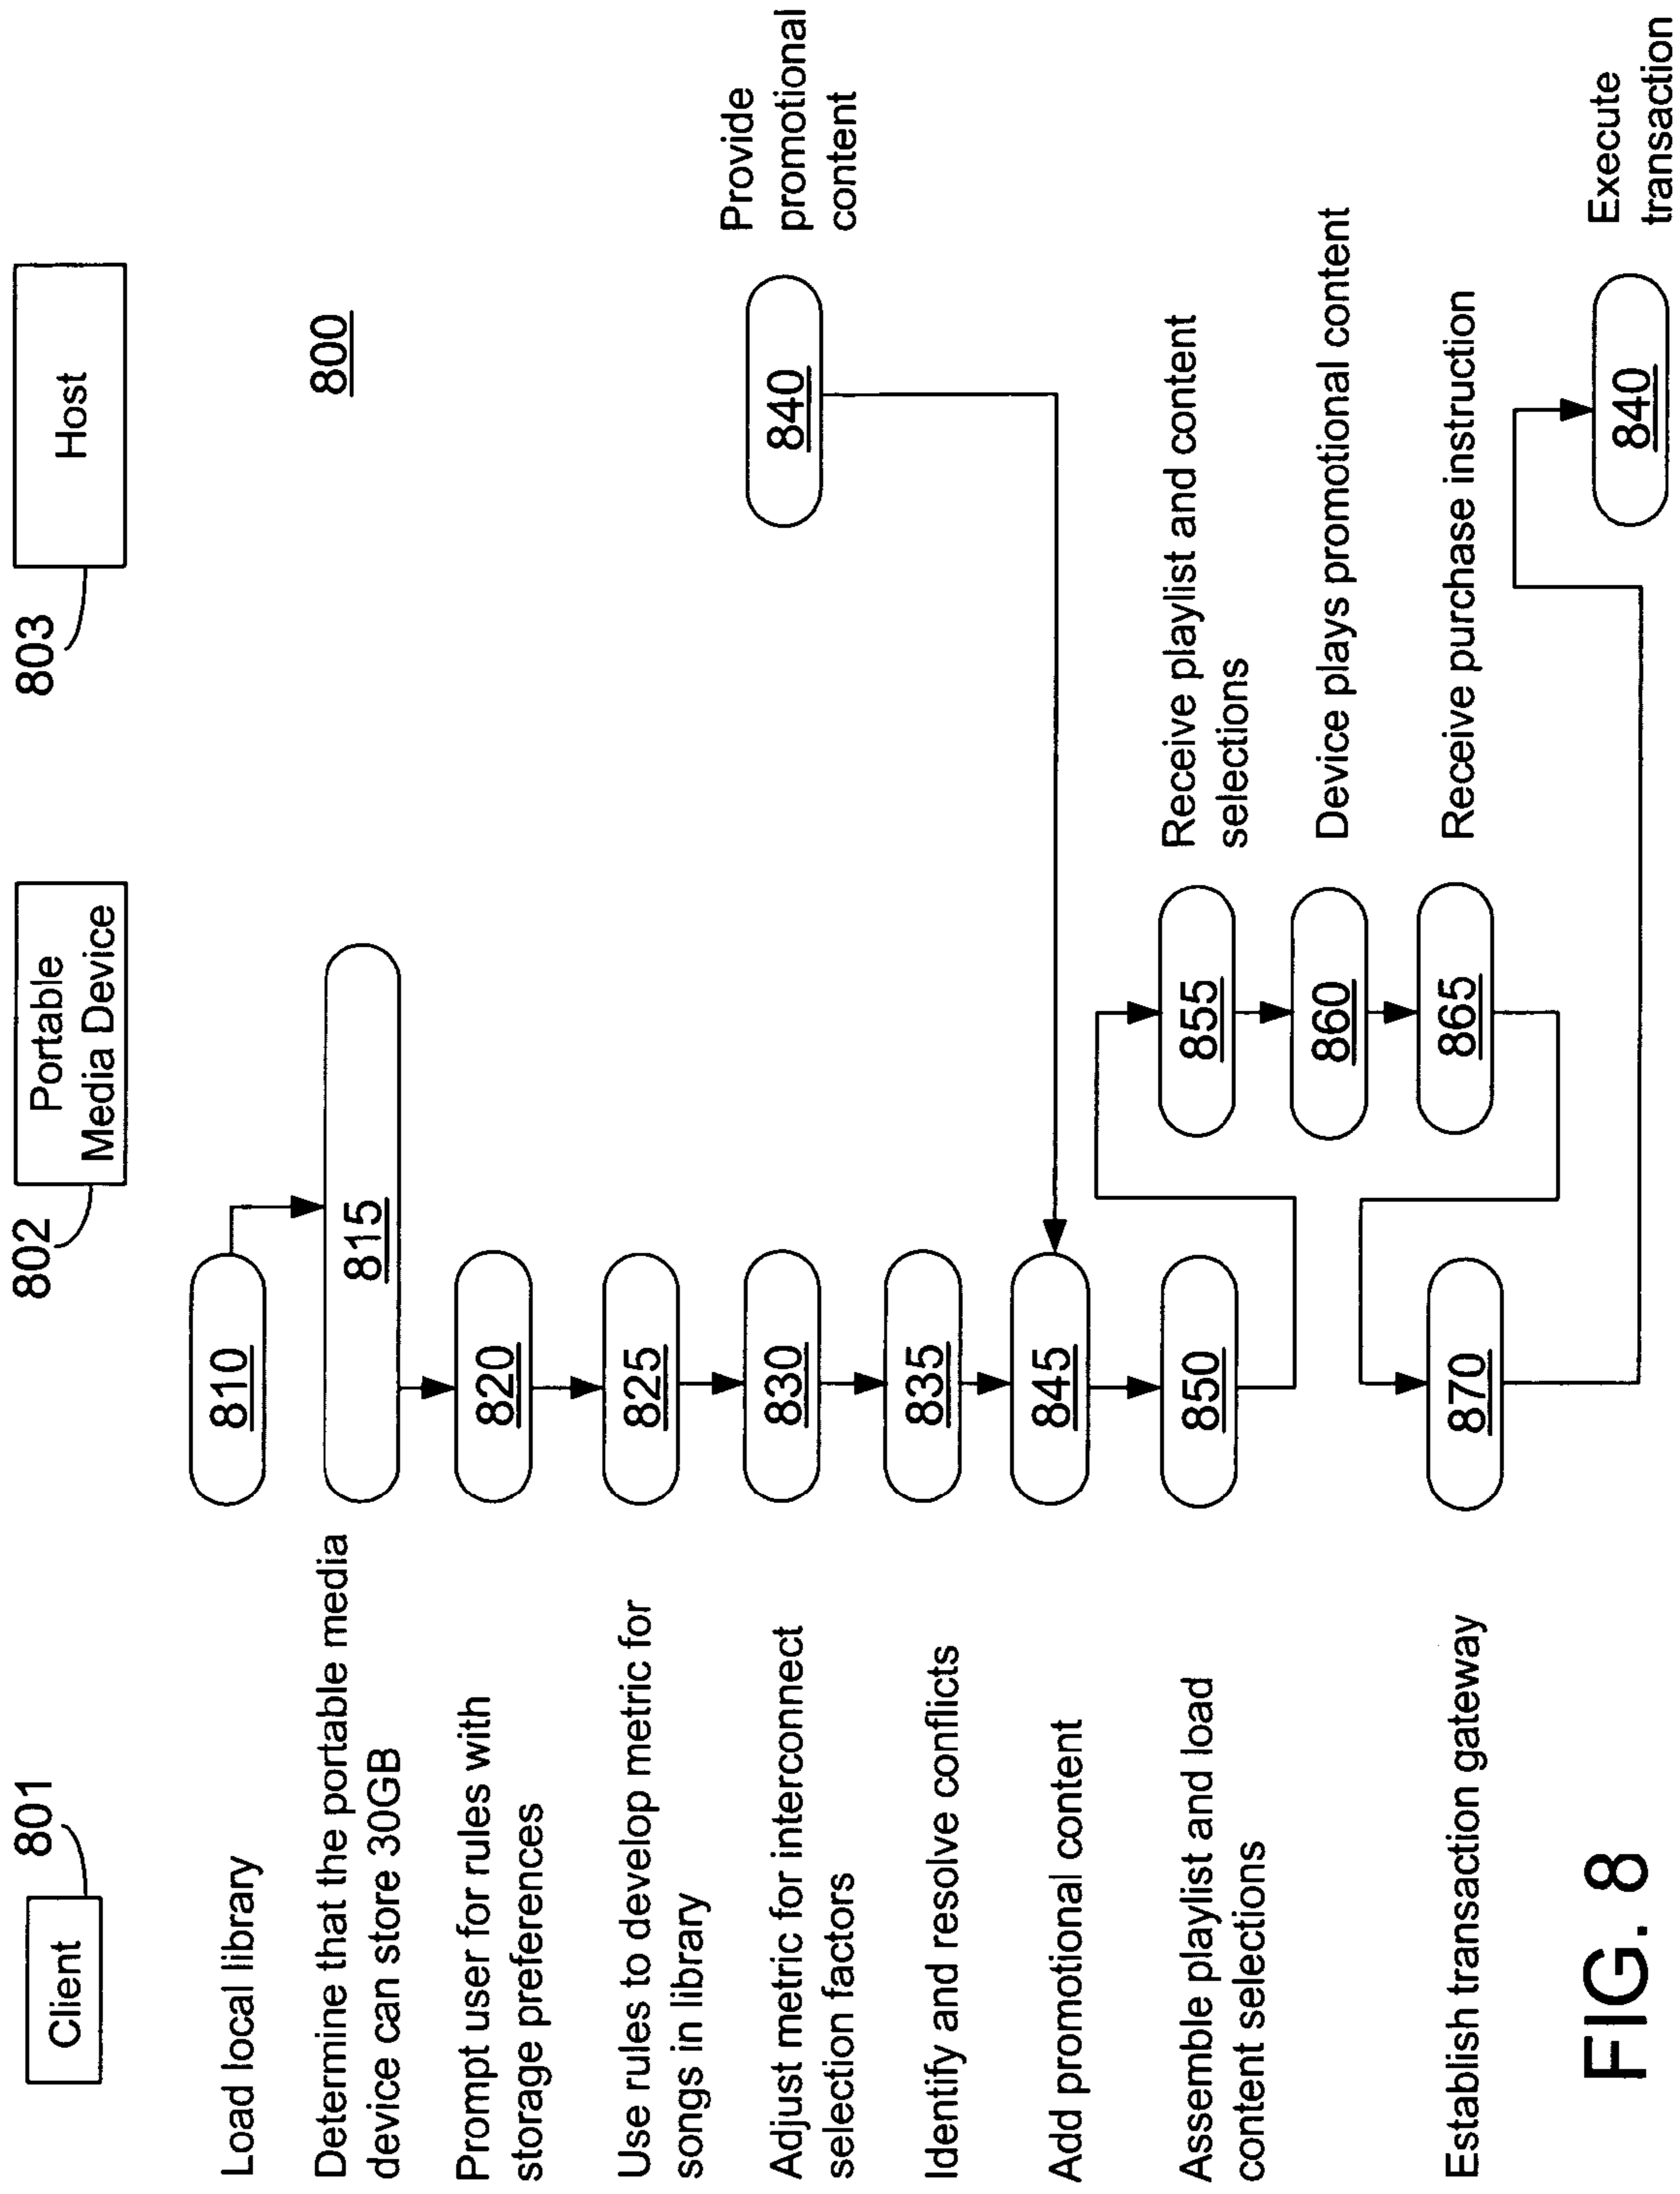 801
Client
802
Portable
Media Device
803
Host
800
Load local library
810
Determine that the portable media
device can store 30GB
815
Prompt user for rules with
storage preferences
820
Use rules to develop metric for
songs in library
825
Adjust metric for interconnect
selection factors
830
840
Provide
promotional
content
Identify and resolve conflicts
835
Add promotional content
845
Assemble playlist and load
content selections
850
855
Receive playlist and content
selections
860
Device plays promotional content
865
Receive purchase instruction
Establish transaction gateway
870
840
Execute
transaction
FIG. 8